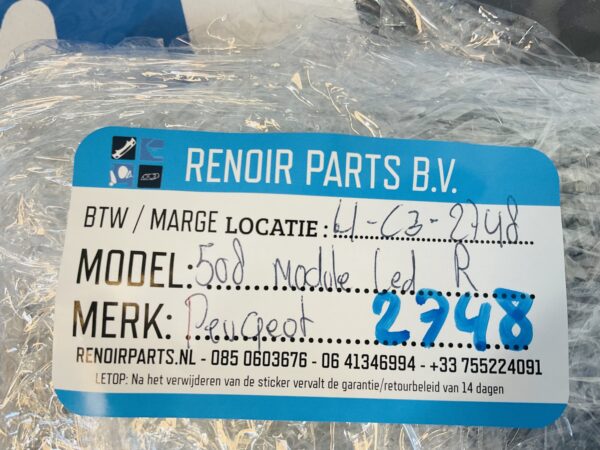 RENOIR PARTS B.V.
BTW / MARGE LOCATIE: 4-C3-2748
MODEL: 508 Module Led R
MERK: Peugeot 2748
RENOIRPARTS.NL - 085 0603676 - 06 41346994 - +33 755224091
LETOP: Na het verwijderen van de sticker vervalt de garantie/retourbeleid van 14 dagen